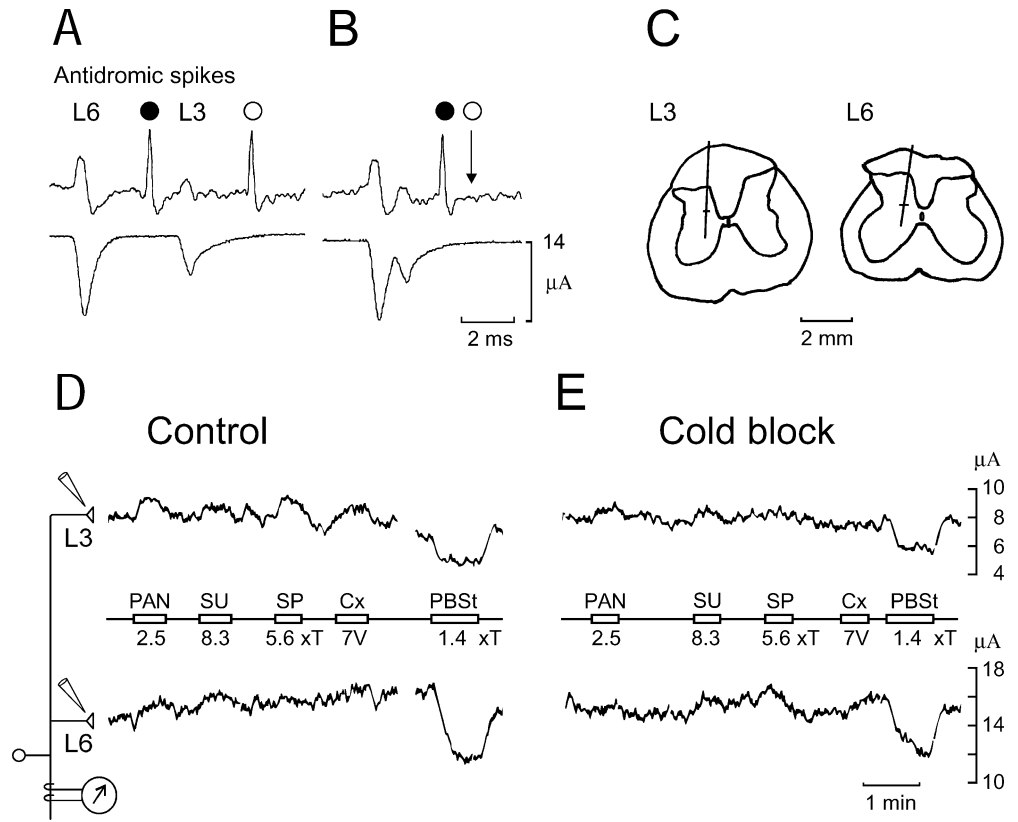 A
B
C
Antidromic spikes
L6 L3
L3
L6
14
µA
2 ms
2 mm
D
E
Control
Cold block
µA
10
8
6
4
L3
PAN SU SP Cx PBSt
2.5 8.3 5.6 xT 7V 1.4 xT
PAN SU SP Cx PBSt
2.5 8.3 5.6 xT 7V 1.4 xT
µA
18
14
10
L6
1 min